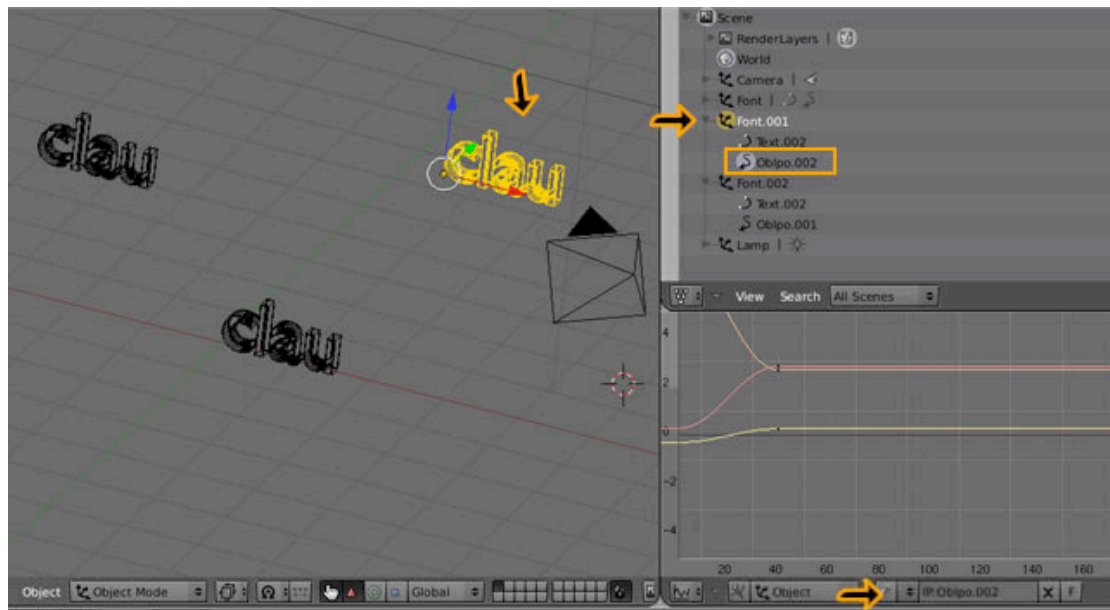 Scene
RenderLayers |
World
Camera |
Font |
Font.001
Text.002
ObIpo.002
Font.002
Text.002
ObIpo.001
Lamp |
View Search All Scenes
clau
clau
clau
4
2
0
-2
-4
20 40 60 80 100 120 140 160
Object Object Mode Global
Object IP:ObIpo.002 X F